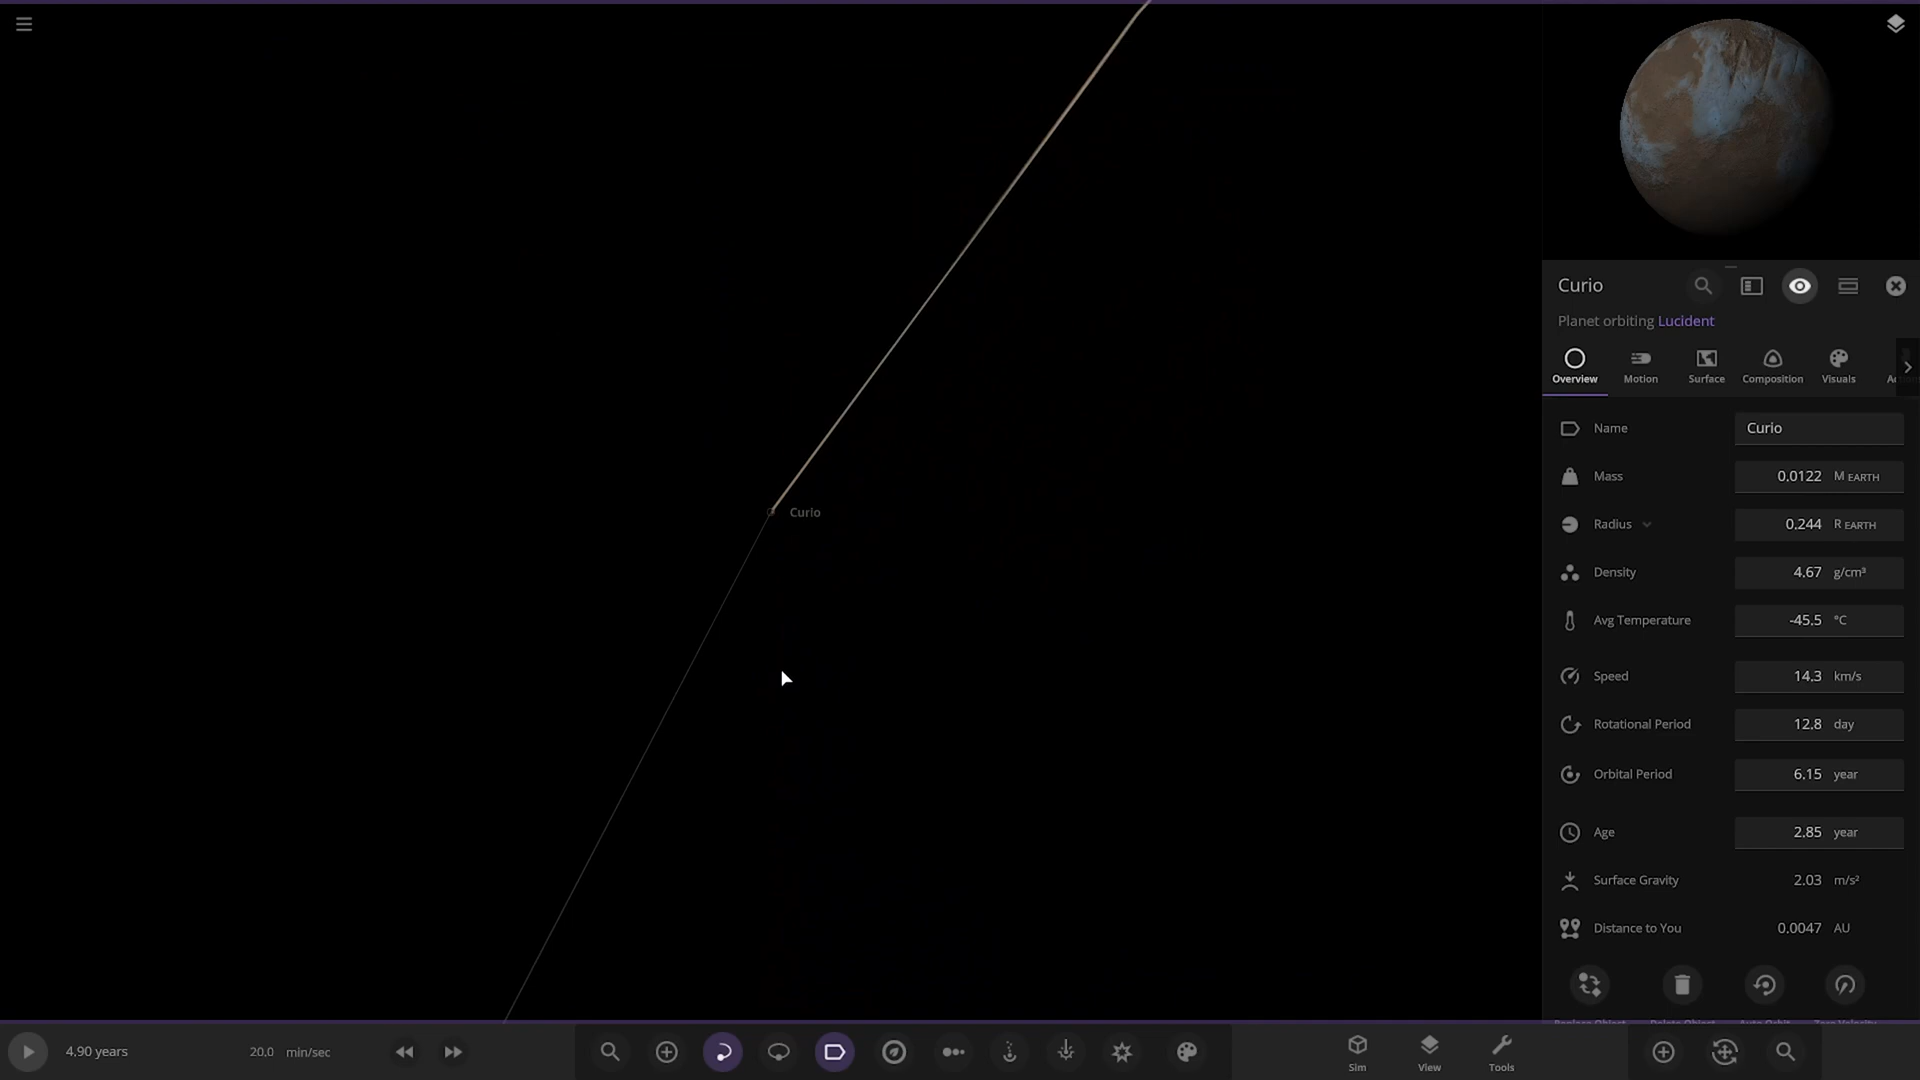 Curio
Curio
Planet orbiting Lucident
Overview
Motion
Surface
Composition
Visuals
Name
Curio
Mass
0.0122 M EARTH
Radius
0.244 R EARTH
Density
4.67 g/cm³
Avg Temperature
-45.5 °C
Speed
14.3 km/s
Rotational Period
12.8 day
Orbital Period
6.15 year
Age
2.85 year
Surface Gravity
2.03 m/s²
Distance to You
0.0047 AU
4.90 years
20.0 min/sec
Sim
View
Tools